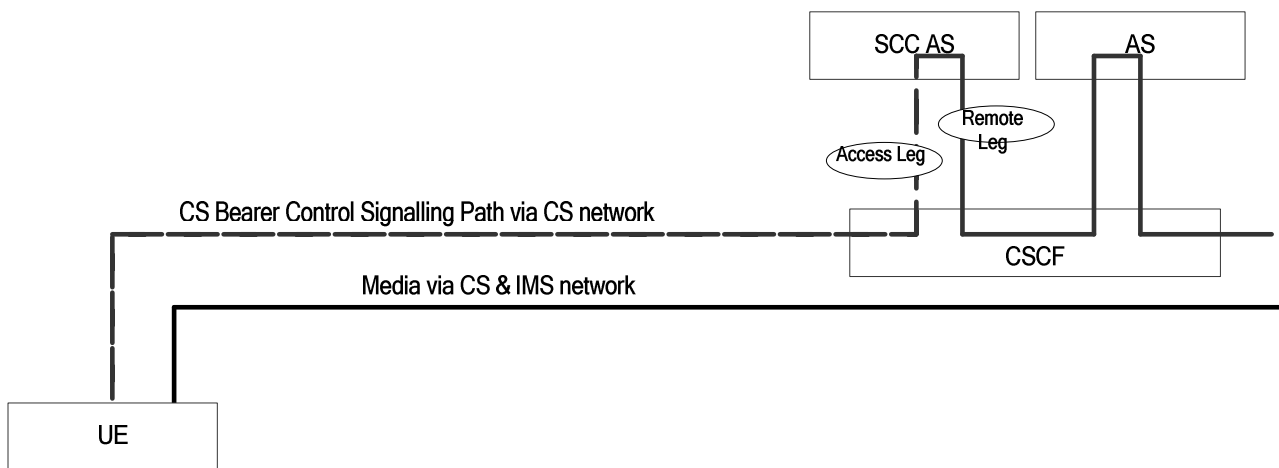 SCC AS
AS
Remote
Leg
Access Leg
CS Bearer Control Signalling Path via CS network
CSCF
Media via CS & IMS network
UE